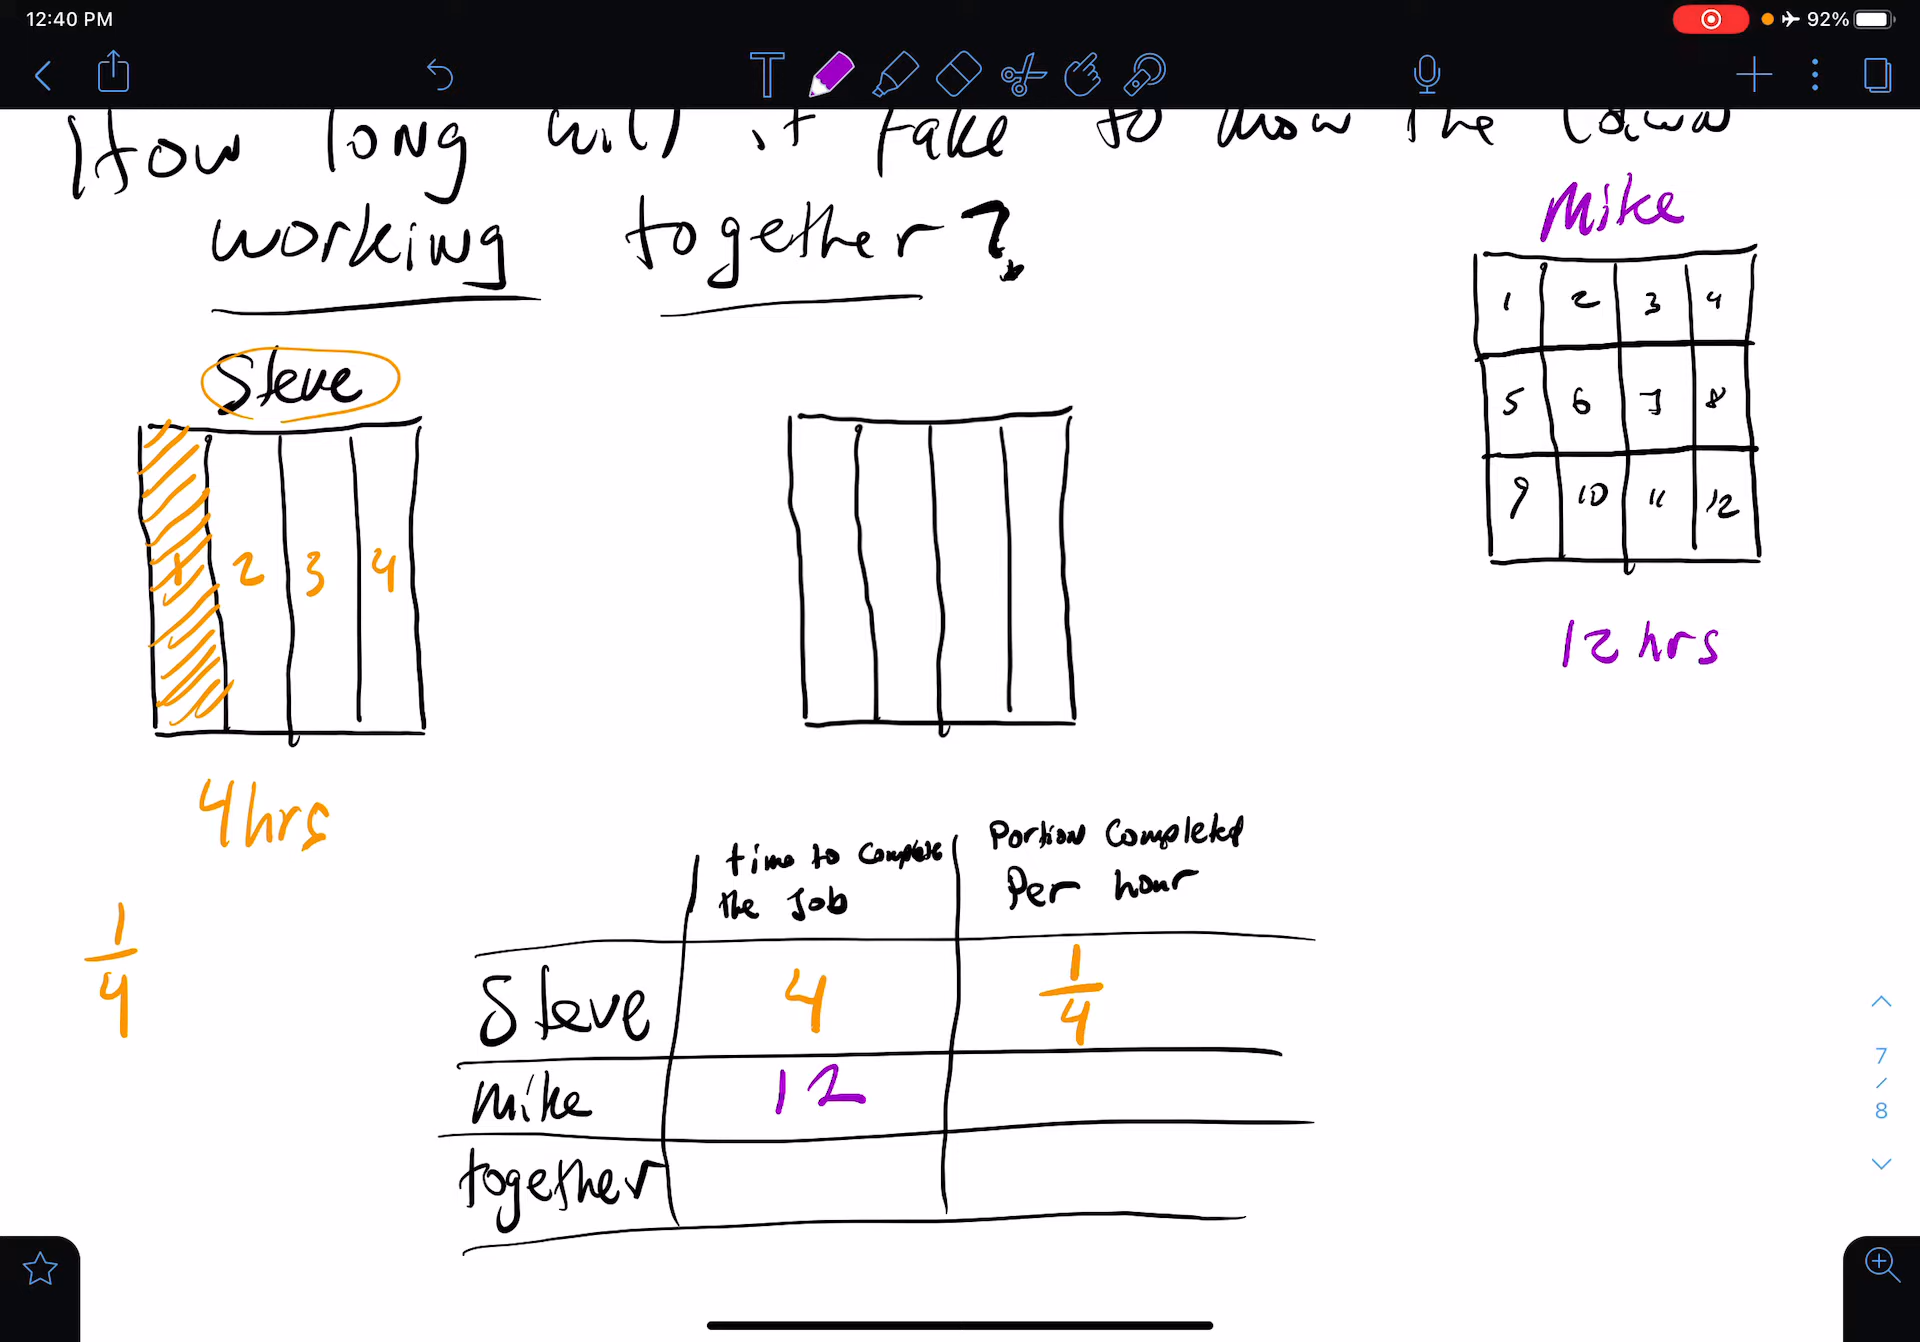 12:40 PM
92%
How long will it take to mow the lawn
working together?
Mike
1 2 3 4
5 6 7 8
9 10 11 12
12 hrs
Steve
1 2 3 4
4 hrs
1
4
time to complete
the Job
Portion Completed
Per hour
Steve 4 1/4
Mike 12
together
7
/
8